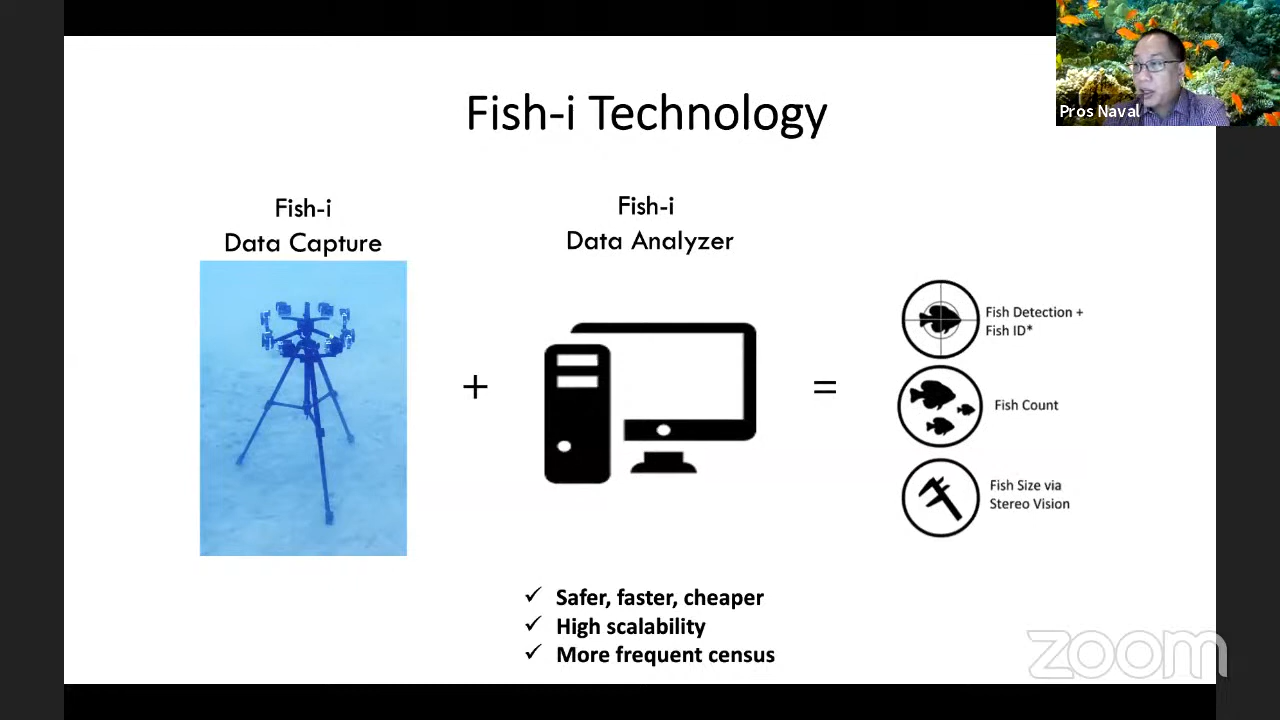 Fish-i Technology
Pros Naval
Fish-i
Data Capture
Fish-i
Data Analyzer
+
=
Fish Detection +
Fish ID*
Fish Count
Fish Size via
Stereo Vision
✓ Safer, faster, cheaper
✓ High scalability
✓ More frequent census
zoom